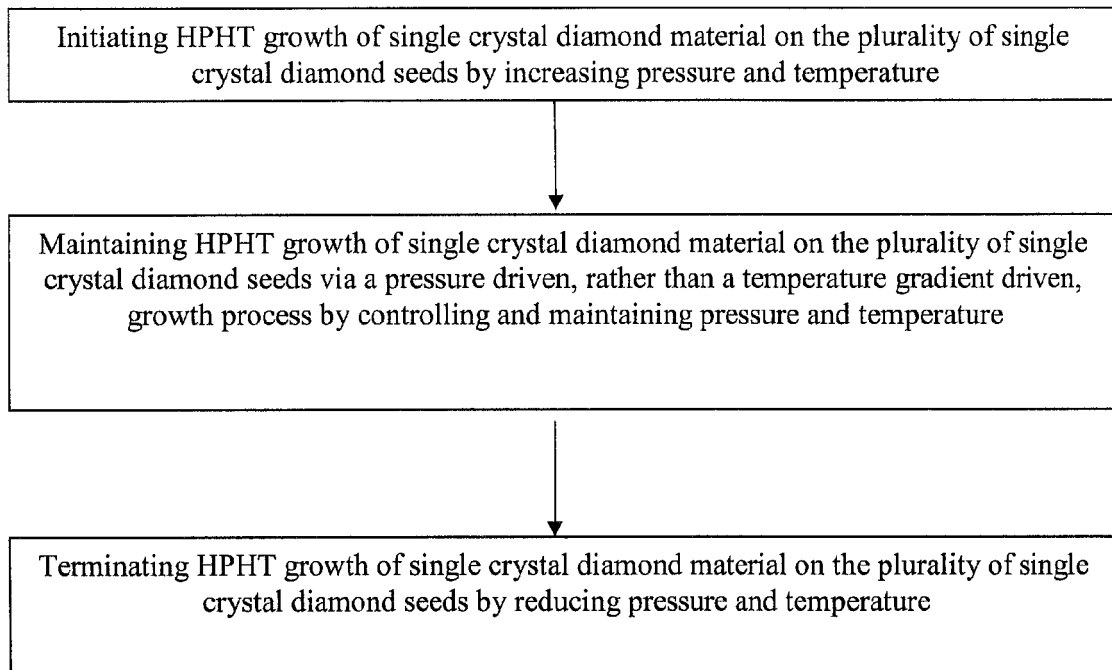 Initiating HPHT growth of single crystal diamond material on the plurality of single
crystal diamond seeds by increasing pressure and temperature
Maintaining HPHT growth of single crystal diamond material on the plurality of single
crystal diamond seeds via a pressure driven, rather than a temperature gradient driven,
growth process by controlling and maintaining pressure and temperature
Terminating HPHT growth of single crystal diamond material on the plurality of single
crystal diamond seeds by reducing pressure and temperature